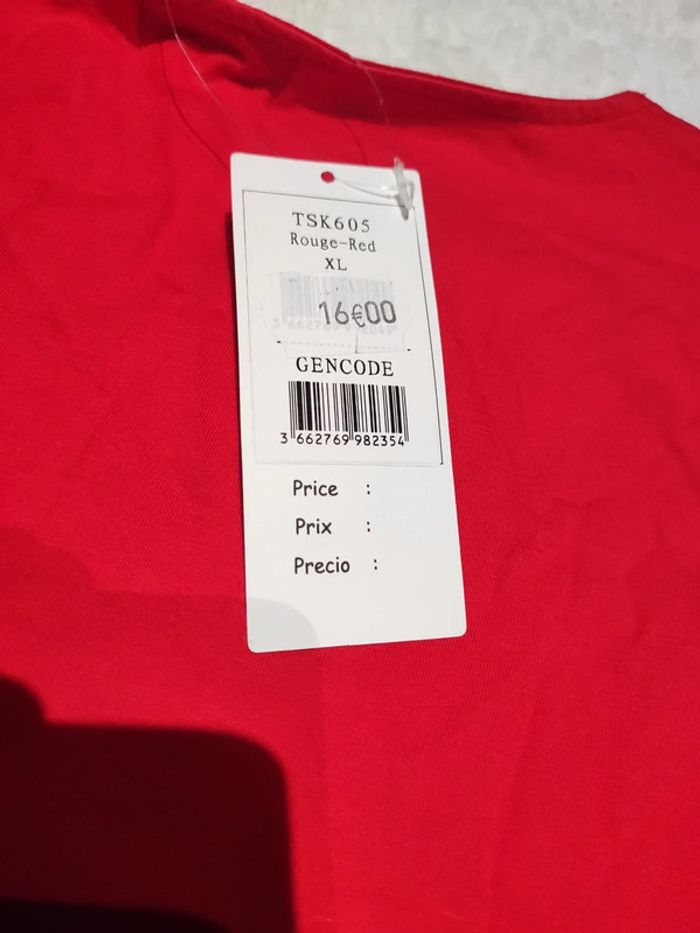 TSK605
Rouge-Red
XL
16€00
GENCODE
3 662769 982354
Price :
Prix :
Precio :